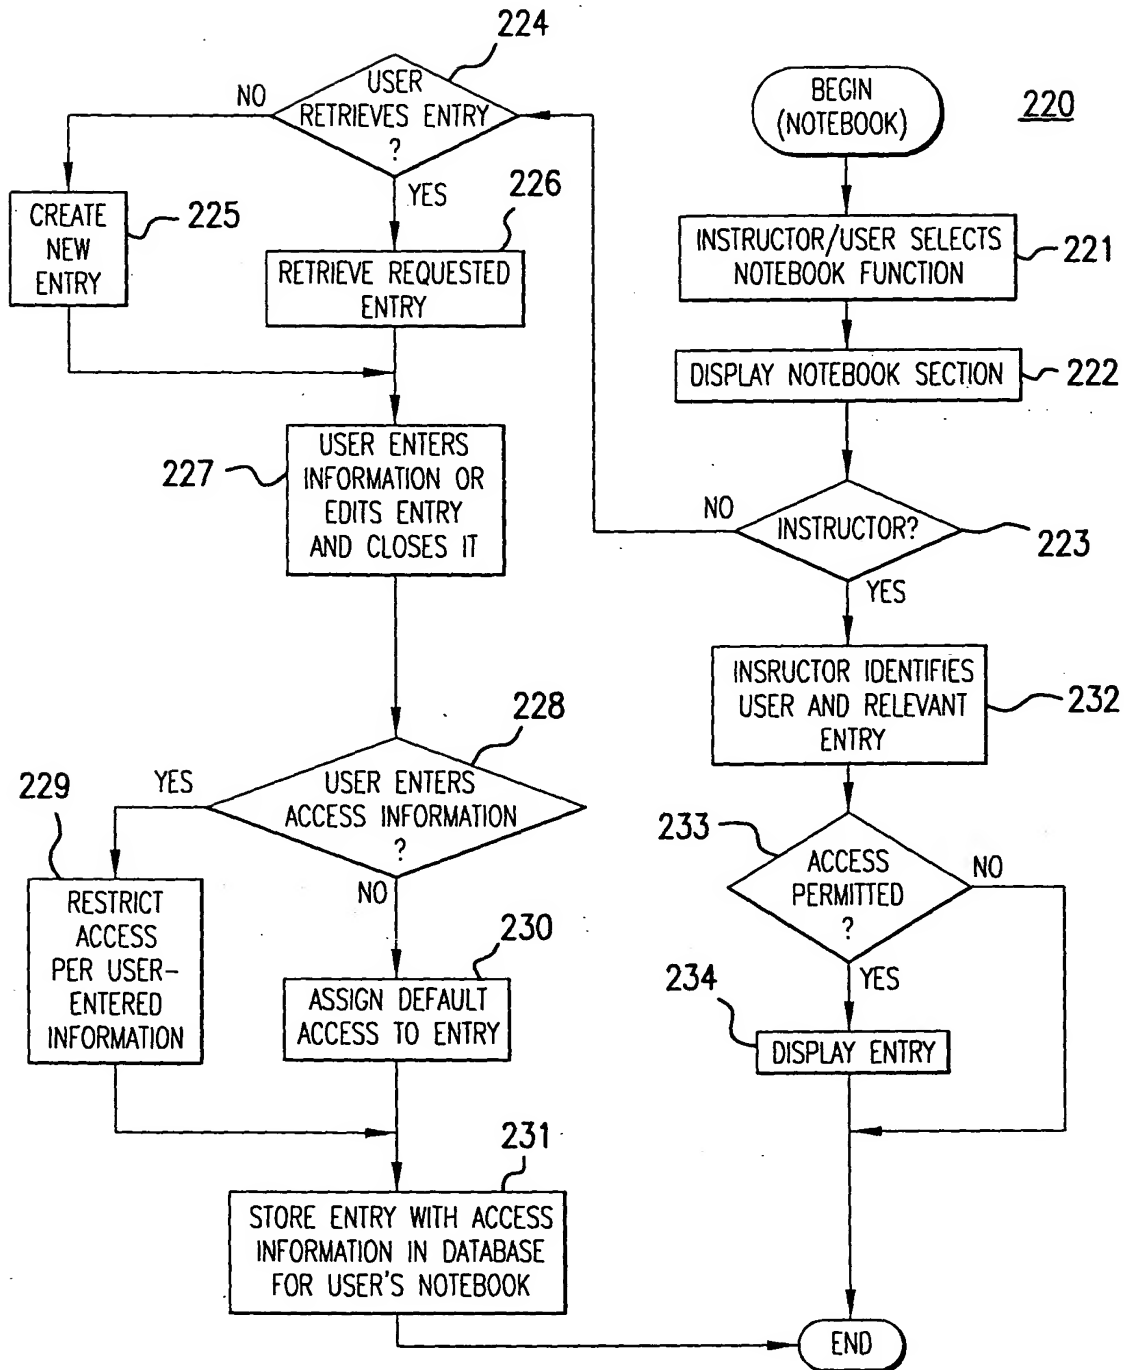 224
USER
RETRIEVES ENTRY
?
NO
YES
BEGIN
(NOTEBOOK)
220
CREATE
NEW
ENTRY
225
226
RETRIEVE REQUESTED
ENTRY
INSTRUCTOR/USER SELECTS
NOTEBOOK FUNCTION
221
DISPLAY NOTEBOOK SECTION
222
227
USER ENTERS
INFORMATION OR
EDITS ENTRY
AND CLOSES IT
NO
INSTRUCTOR?
223
YES
INSRUCTOR IDENTIFIES
USER AND RELEVANT
ENTRY
232
228
USER ENTERS
ACCESS INFORMATION
?
YES
NO
229
RESTRICT
ACCESS
PER USER-
ENTERED
INFORMATION
230
ASSIGN DEFAULT
ACCESS TO ENTRY
233
ACCESS
PERMITTED
?
NO
YES
234
DISPLAY ENTRY
231
STORE ENTRY WITH ACCESS
INFORMATION IN DATABASE
FOR USER'S NOTEBOOK
END